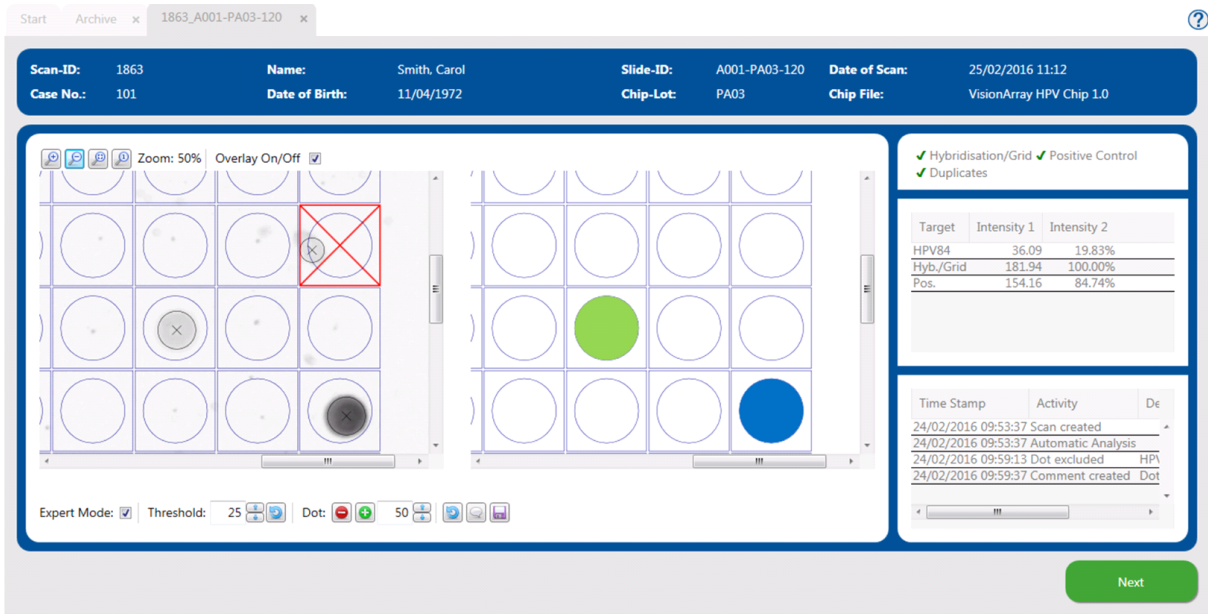 Start Archive × 1863_A001-PA03-120 ×
Scan-ID: 1863 Name: Smith, Carol Slide-ID: A001-PA03-120 Date of Scan: 25/02/2016 11:12
Case No.: 101 Date of Birth: 11/04/1972 Chip-Lot: PA03 Chip File: VisionArray HPV Chip 1.0
Zoom: 50% Overlay On/Off
✔ Hybridisation/Grid ✔ Positive Control
✔ Duplicates
Target Intensity 1 Intensity 2
HPV84 36.09 19.83%
Hyb./Grid 181.94 100.00%
Pos. 154.16 84.74%
Time Stamp Activity De
24/02/2016 09:53:37 Scan created
24/02/2016 09:53:37 Automatic Analysis
24/02/2016 09:59:13 Dot excluded HPV
24/02/2016 09:59:37 Comment created Dot
Expert Mode: Threshold: 25 Dot: 50
Next